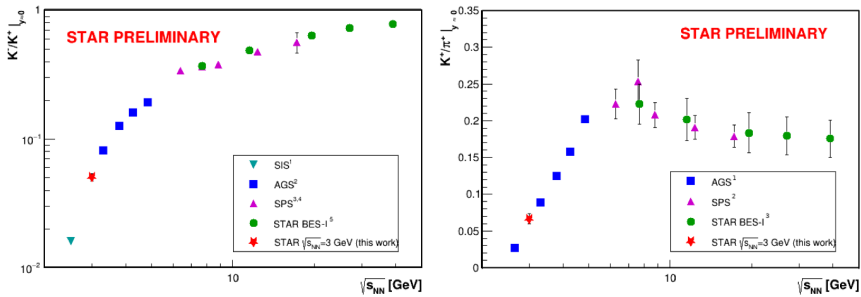 STAR PRELIMINARY
K⁻/K⁺ |y=0
1
10⁻¹
10⁻²
SIS¹
AGS²
SPS³,⁴
STAR BES-I⁵
STAR √sNN=3 GeV (this work)
10
√sNN [GeV]
STAR PRELIMINARY
K⁺/π⁺ |y = 0
0.35
0.3
0.25
0.2
0.15
0.1
0.05
0
AGS¹
SPS²
STAR BES-I³
STAR √sNN=3 GeV (this work)
10
√sNN [GeV]